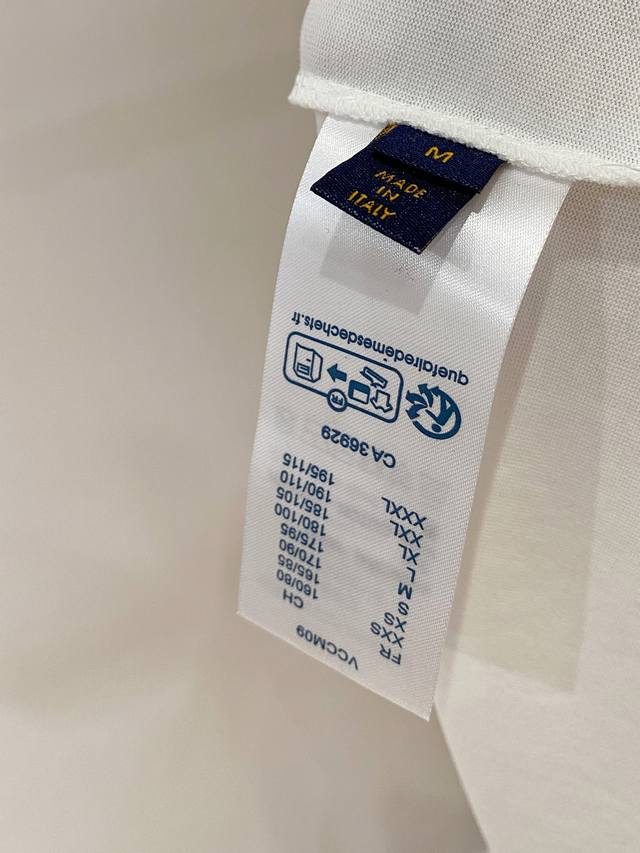 M
MADE
IN
ITALY
VCCM09
FR CH
XXS 160/80
XS 165/85
S 170/90
M 175/95
L 180/100
XL 185/105
XXL 190/110
XXXL 195/115
CA 36929
FR
quefairedemesdechets.fr